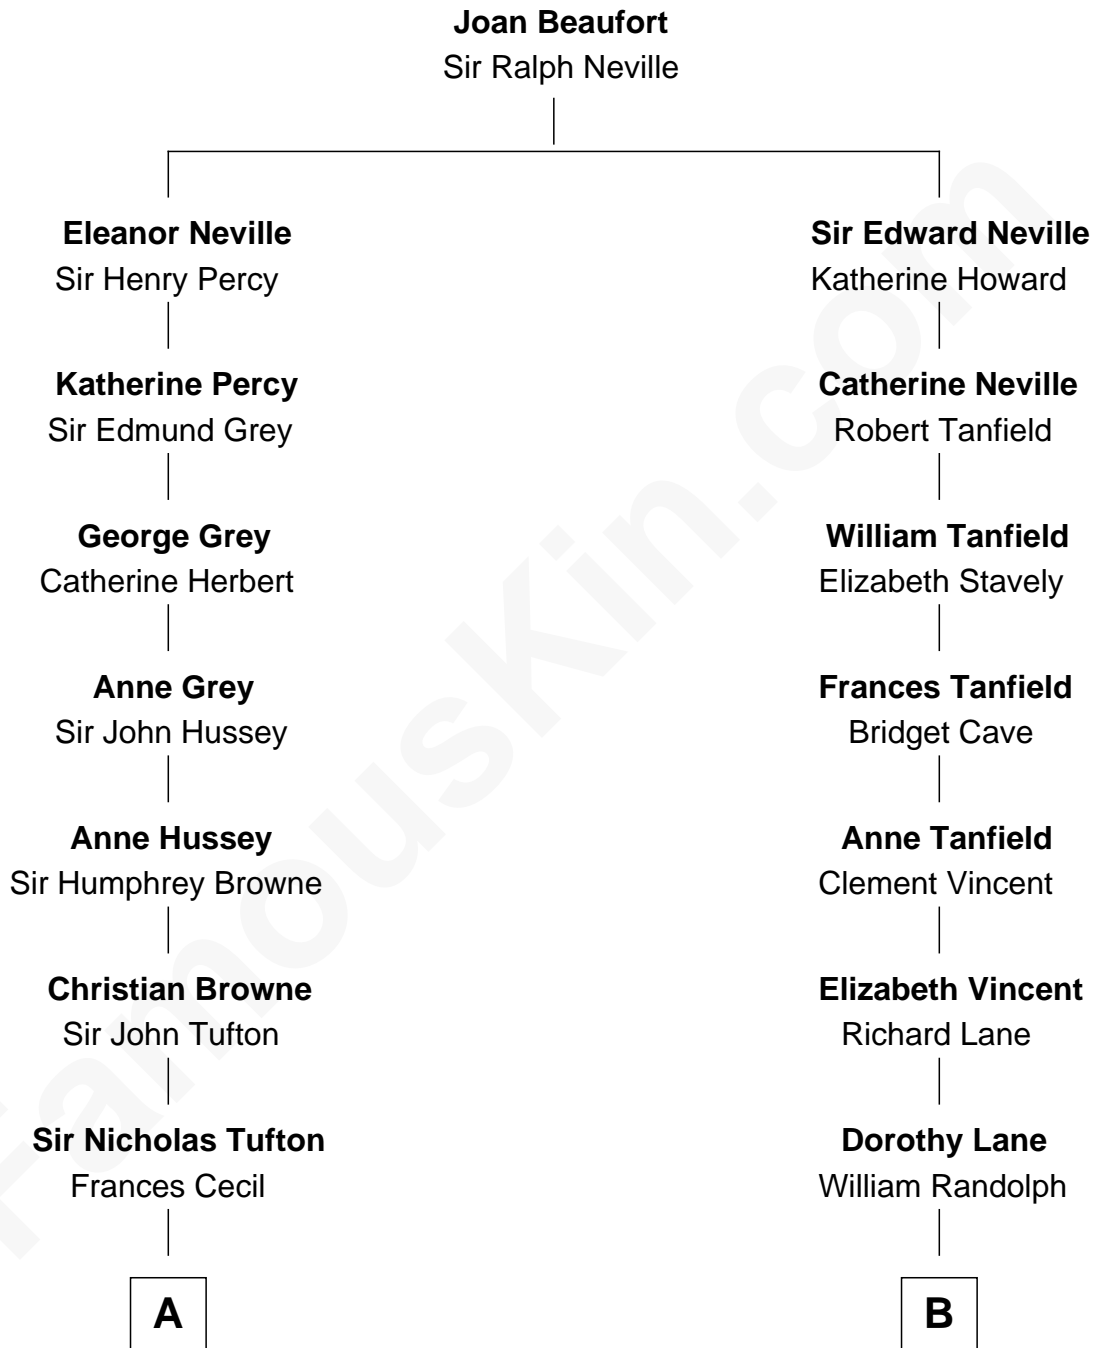 Joan Beaufort
Sir Ralph Neville
Eleanor Neville
Sir Henry Percy
Sir Edward Neville
Katherine Howard
Katherine Percy
Sir Edmund Grey
Catherine Neville
Robert Tanfield
George Grey
Catherine Herbert
William Tanfield
Elizabeth Stavely
Anne Grey
Sir John Hussey
Frances Tanfield
Bridget Cave
Anne Hussey
Sir Humphrey Browne
Anne Tanfield
Clement Vincent
Christian Browne
Sir John Tufton
Elizabeth Vincent
Richard Lane
Sir Nicholas Tufton
Frances Cecil
Dorothy Lane
William Randolph
A
B
FamousKin.com